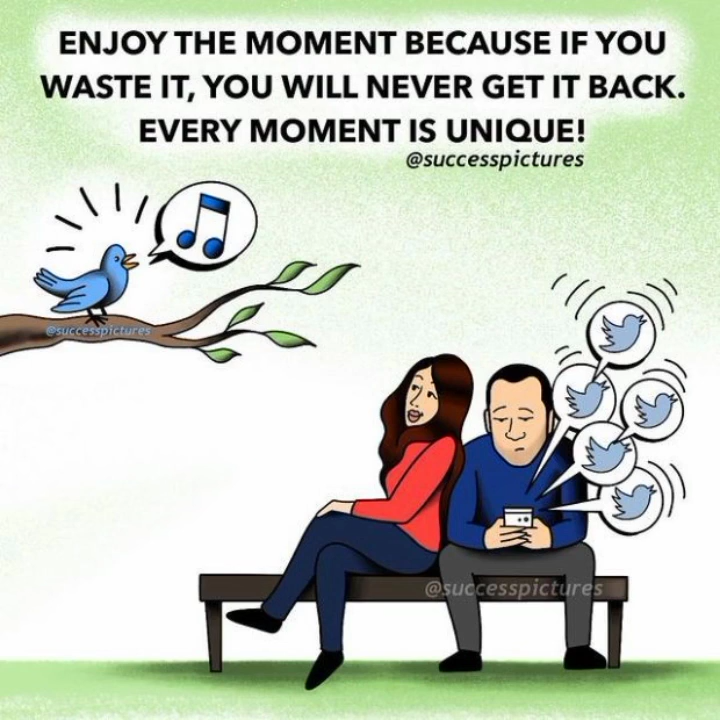 ENJOY THE MOMENT BECAUSE IF YOU
WASTE IT, YOU WILL NEVER GET IT BACK.
EVERY MOMENT IS UNIQUE!
@successpictures
@successpictures
@successpictures